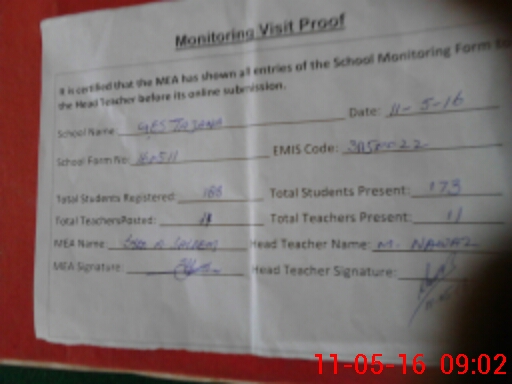 Monitoring Visit Proof
It is certified that the MEA has shown all entries of the School Monitoring Form to
the Head Teacher before its online submission.
School Name: GES Date: 11-5-16
School Form No: EMIS Code:
Total Students Registered: 188 Total Students Present: 173
Total Teachers Posted: 11 Total Teachers Present: 11
MEA Name: Head Teacher Name: M. NAWAZ
MEA Signature: Head Teacher Signature:
11-05-16 09:02